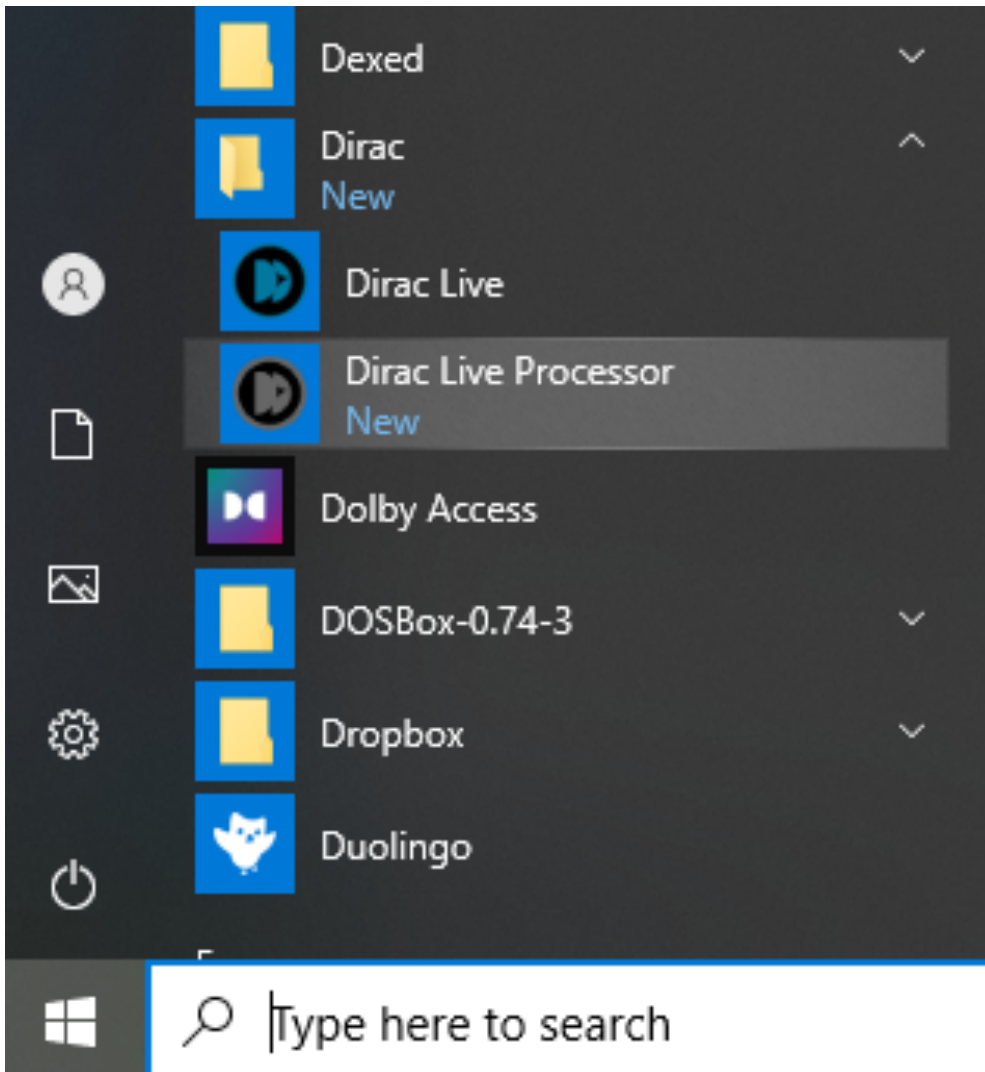 Dexed
Dirac
New
Dirac Live
Dirac Live Processor
New
Dolby Access
DOSBox-0.74-3
Dropbox
Duolingo
Type here to search